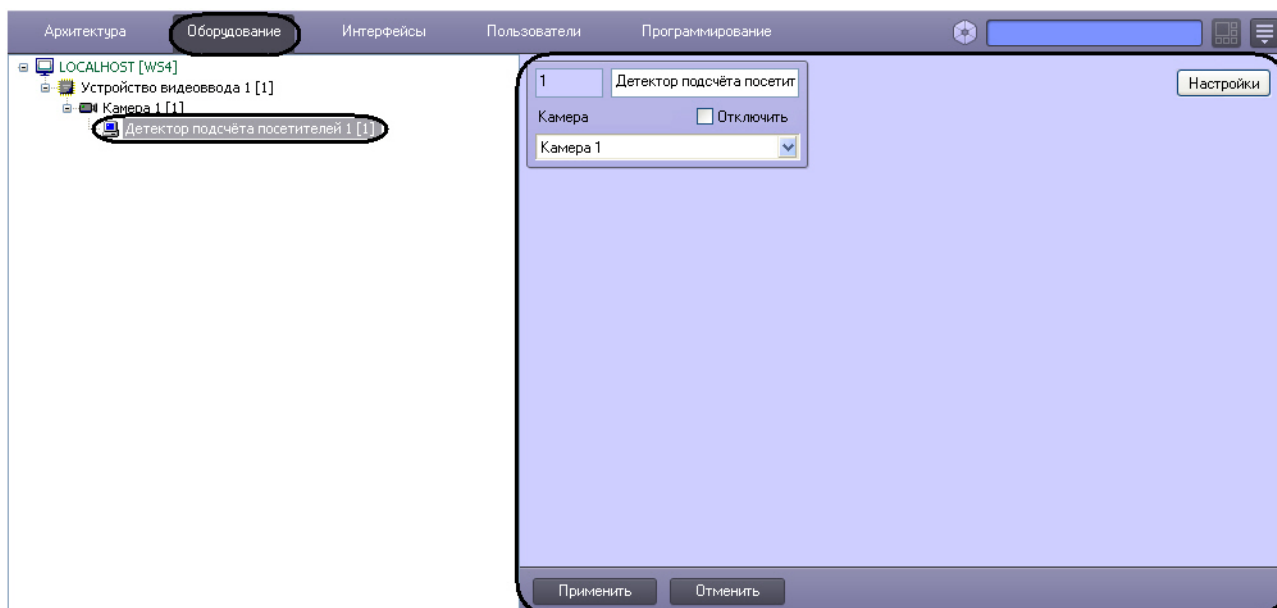 Архитектура Оборудование Интерфейсы Пользователи Программирование
LOCALHOST [WS4]
Устройство видеоввода 1 [1]
Камера 1 [1]
Детектор подсчёта посетителей 1 [1]
1 Детектор подсчёта посетит
Настройки
Камера Отключить
Камера 1
Применить Отменить